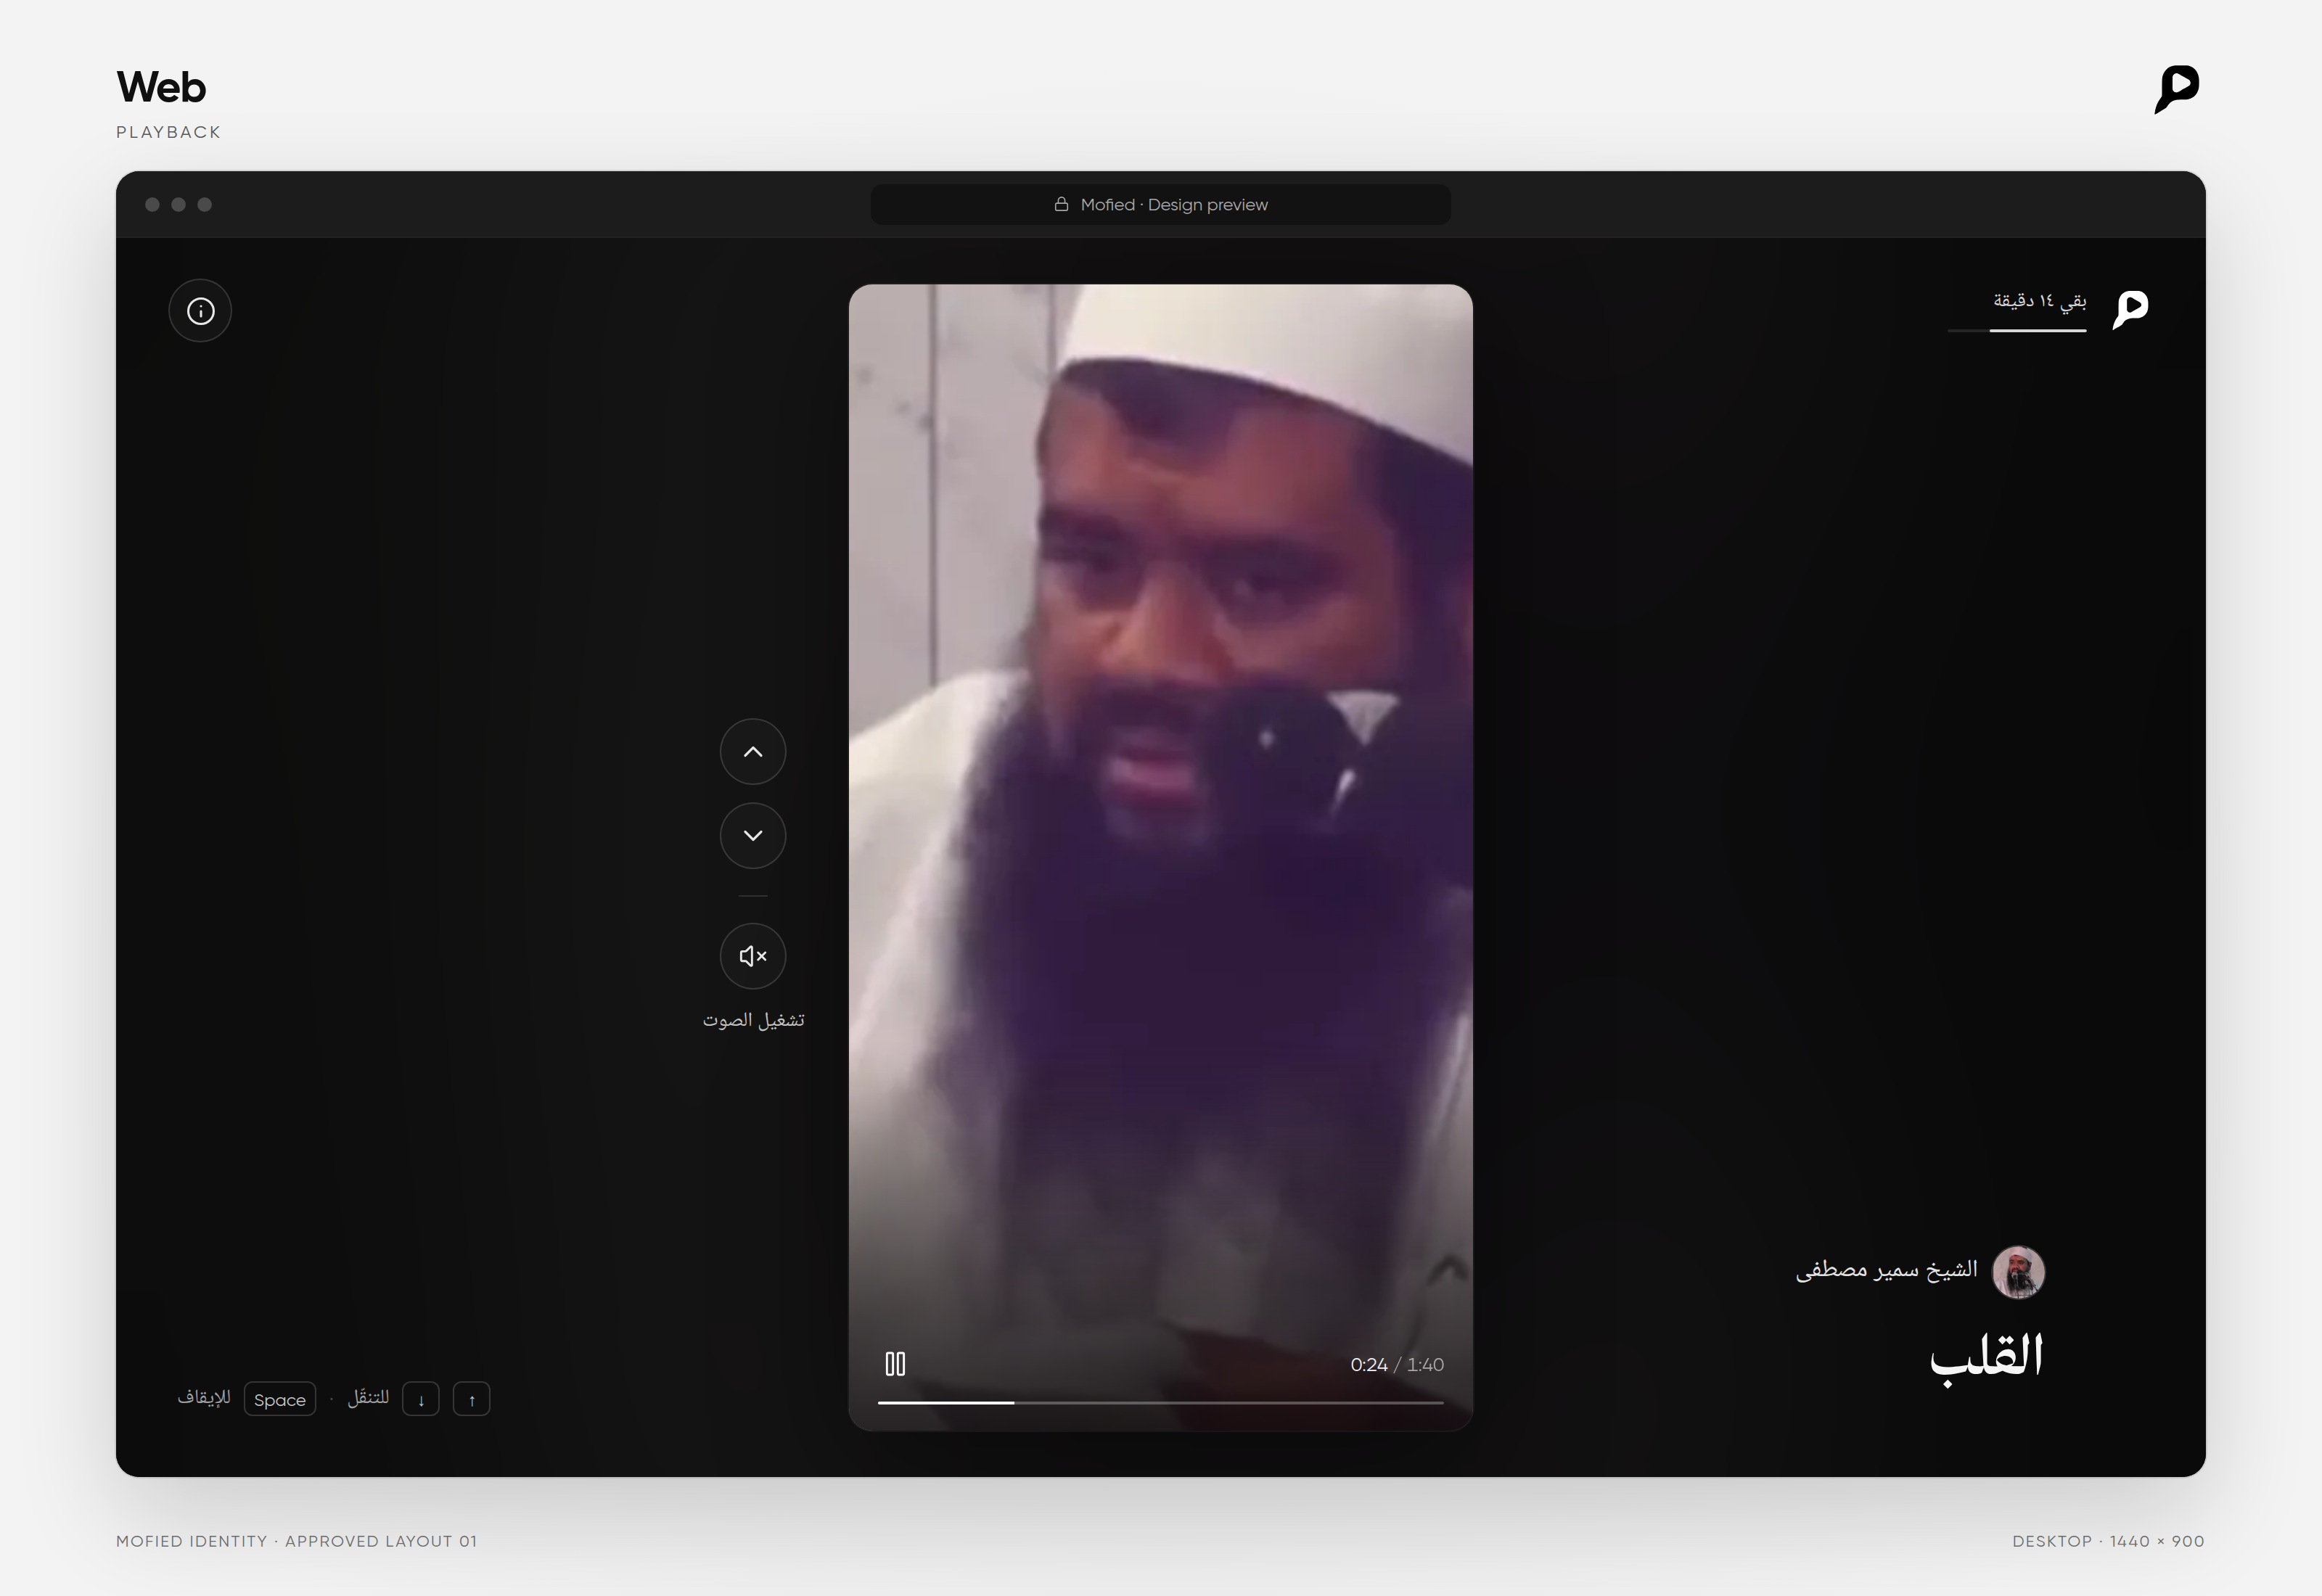 Web
PLAYBACK
Mofied · Design preview
بقي ١٤ دقيقة
تشغيل الصوت
الشيخ سمير مصطفى
القلب
0:24 / 1:40
↑ ↓ للتنقّل · Space للإيقاف
MOFIED IDENTITY · APPROVED LAYOUT 01
DESKTOP · 1440 × 900